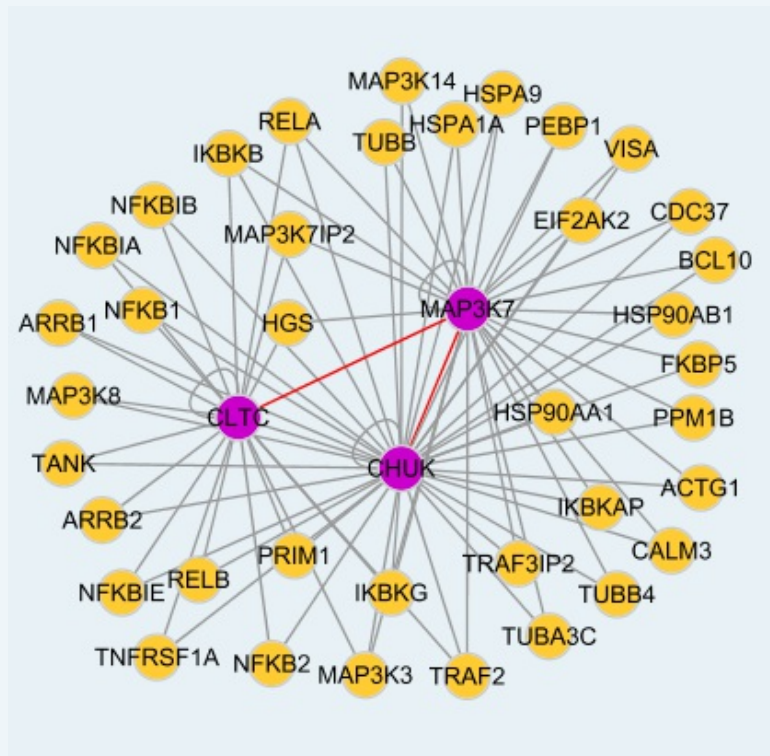 MAP3K14
HSPA9
RELA
HSPA1A
PEBP1
TUBB
VISA
IKBKB
NFKBIB
EIF2AK2
CDC37
MAP3K7IP2
NFKBIA
BCL10
NFKB1
MAP3K7
HSP90AB1
ARRB1
HGS
FKBP5
MAP3K8
CLTC
HSP90AA1
PPM1B
TANK
CHUK
ACTG1
ARRB2
IKBKAP
CALM3
PRIM1
TRAF3IP2
NFKBIE
RELB
IKBKG
TUBB4
TUBA3C
TNFRSF1A
NFKB2
MAP3K3
TRAF2